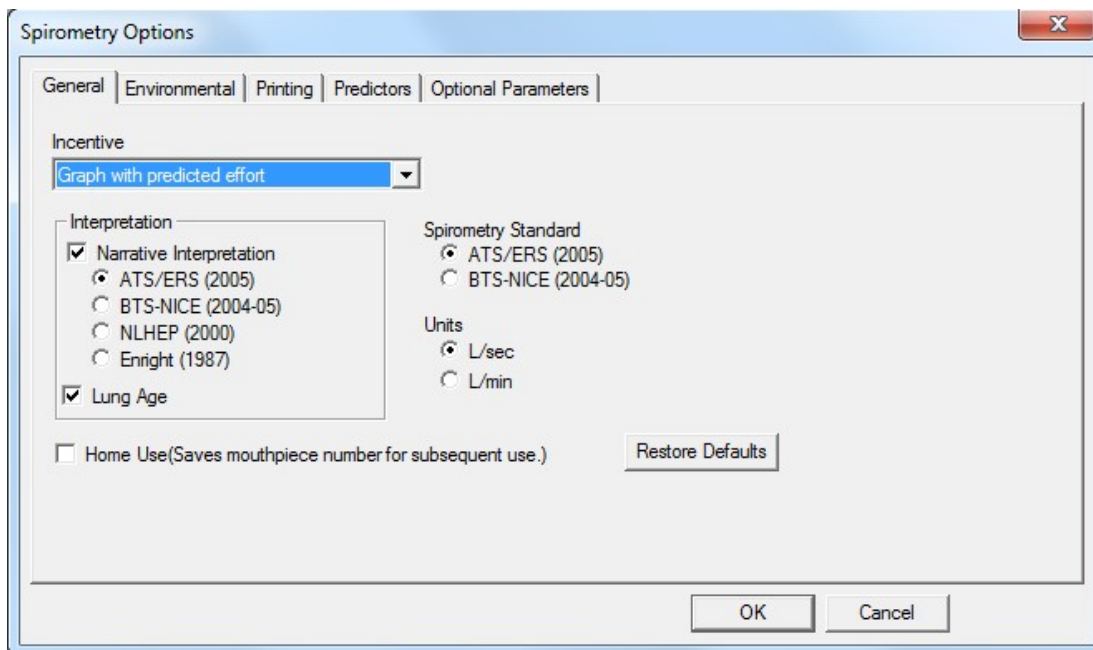 Spirometry Options
General Environmental Printing Predictors Optional Parameters
Incentive
Graph with predicted effort
Interpretation
Narrative Interpretation
ATS/ERS (2005)
BTS-NICE (2004-05)
NLHEP (2000)
Enright (1987)
Lung Age
Spirometry Standard
ATS/ERS (2005)
BTS-NICE (2004-05)
Units
L/sec
L/min
Home Use(Saves mouthpiece number for subsequent use.)
Restore Defaults
OK Cancel